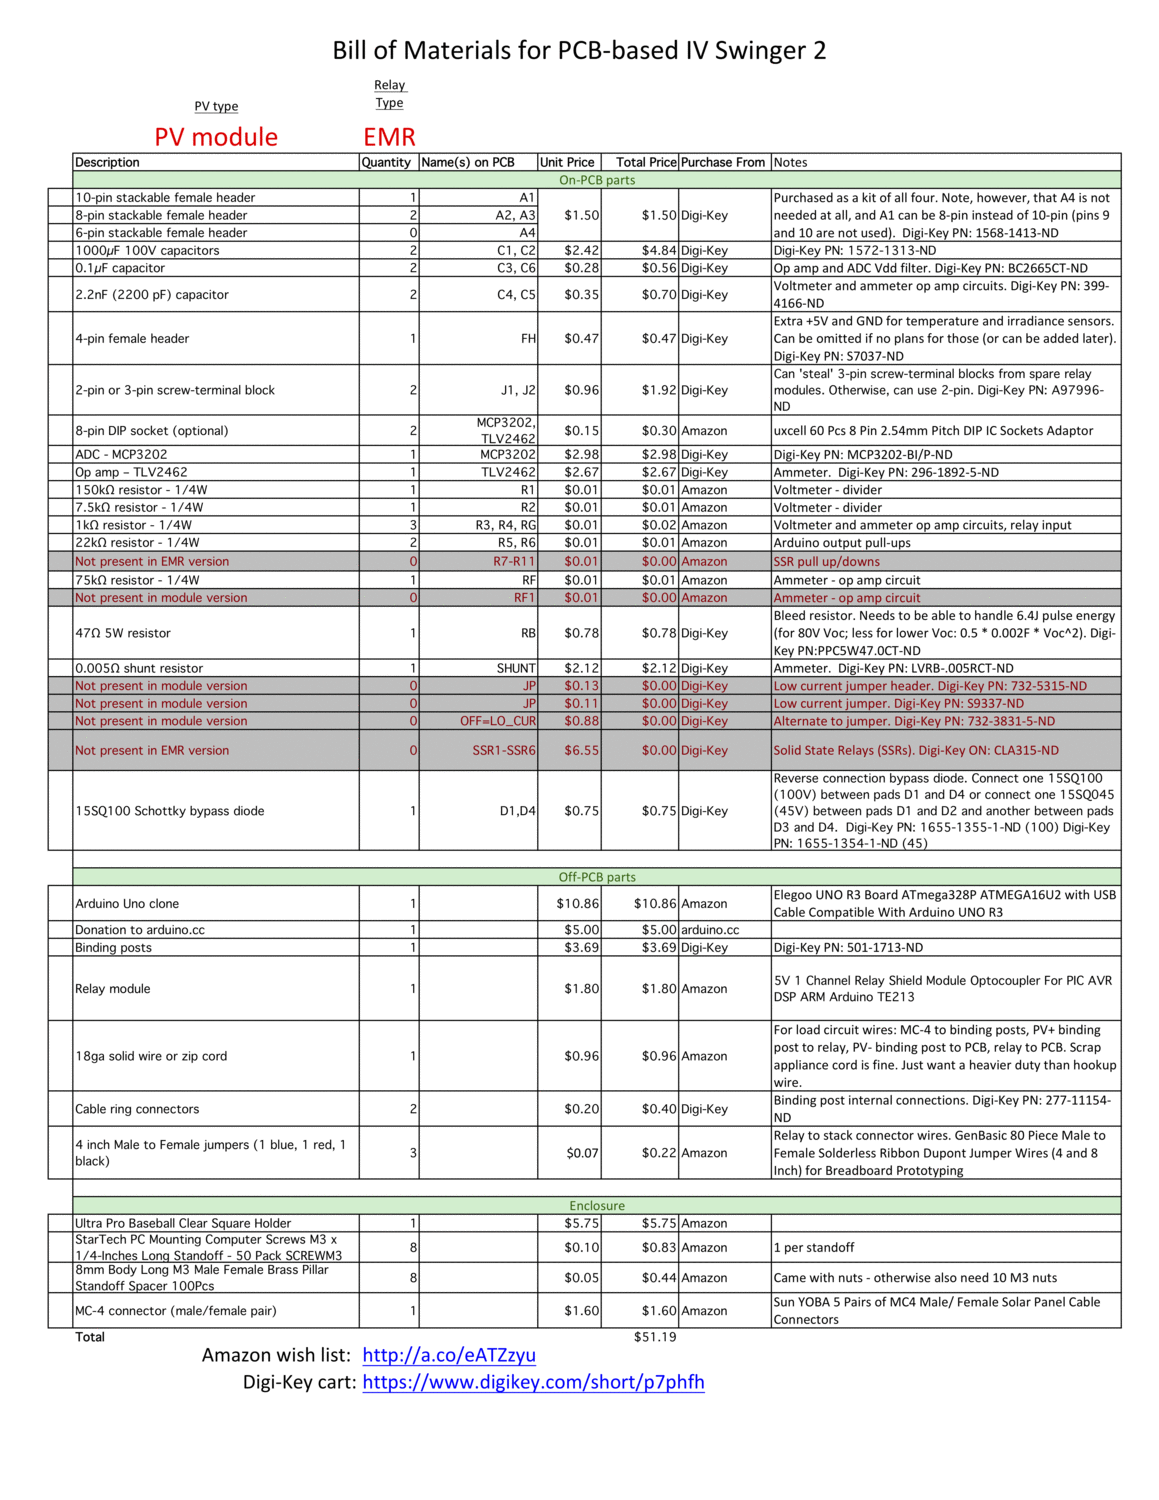 Bill of Materials for PCB-based IV Swinger 2
PV type
Relay
Type
PV module EMR
Description Quantity Name(s) on PCB Unit Price Total Price Purchase From Notes
On-PCB parts
10-pin stackable female header 1 A1
8-pin stackable female header 2 A2, A3
6-pin stackable female header 0 A4
$1.50 $1.50 Digi-Key
Purchased as a kit of all four. Note, however, that A4 is not
needed at all, and A1 can be 8-pin instead of 10-pin (pins 9
and 10 are not used). Digi-Key PN: 1568-1413-ND
1000µF 100V capacitors 2 C1, C2 $2.42 $4.84 Digi-Key Digi-Key PN: 1572-1313-ND
0.1µF capacitor 2 C3, C6 $0.28 $0.56 Digi-Key Op amp and ADC Vdd filter. Digi-Key PN: BC2665CT-ND
2.2nF (2200 pF) capacitor 2 C4, C5 $0.35 $0.70 Digi-Key Voltmeter and ammeter op amp circuits. Digi-Key PN: 399-
4166-ND
4-pin female header 1 FH $0.47 $0.47 Digi-Key Extra +5V and GND for temperature and irradiance sensors.
Can be omitted if no plans for those (or can be added later).
Digi-Key PN: S7037-ND
2-pin or 3-pin screw-terminal block 2 J1, J2 $0.96 $1.92 Digi-Key Can 'steal' 3-pin screw-terminal blocks from spare relay
modules. Otherwise, can use 2-pin. Digi-Key PN: A97996-
ND
8-pin DIP socket (optional) 2 MCP3202,
TLV2462 $0.15 $0.30 Amazon uxcell 60 Pcs 8 Pin 2.54mm Pitch DIP IC Sockets Adaptor
ADC - MCP3202 1 MCP3202 $2.98 $2.98 Digi-Key Digi-Key PN: MCP3202-BI/P-ND
Op amp – TLV2462 1 TLV2462 $2.67 $2.67 Digi-Key Ammeter. Digi-Key PN: 296-1892-5-ND
150kΩ resistor - 1/4W 1 R1 $0.01 $0.01 Amazon Voltmeter - divider
7.5kΩ resistor - 1/4W 1 R2 $0.01 $0.01 Amazon Voltmeter - divider
1kΩ resistor - 1/4W 3 R3, R4, RG $0.01 $0.02 Amazon Voltmeter and ammeter op amp circuits, relay input
22kΩ resistor - 1/4W 2 R5, R6 $0.01 $0.01 Amazon Arduino output pull-ups
Not present in EMR version 0 R7-R11 $0.01 $0.00 Amazon SSR pull up/downs
75kΩ resistor - 1/4W 1 RF $0.01 $0.01 Amazon Ammeter - op amp circuit
Not present in module version 0 RF1 $0.01 $0.00 Amazon Ammeter - op amp circuit
47Ω 5W resistor 1 RB $0.78 $0.78 Digi-Key Bleed resistor. Needs to be able to handle 6.4J pulse energy
(for 80V Voc; less for lower Voc: 0.5 * 0.002F * Voc^2). Digi-
Key PN:PPC5W47.0CT-ND
0.005Ω shunt resistor 1 SHUNT $2.12 $2.12 Digi-Key Ammeter. Digi-Key PN: LVRB-.005RCT-ND
Not present in module version 0 JP $0.13 $0.00 Digi-Key Low current jumper header. Digi-Key PN: 732-5315-ND
Not present in module version 0 JP $0.11 $0.00 Digi-Key Low current jumper. Digi-Key PN: S9337-ND
Not present in module version 0 OFF=LO_CUR $0.88 $0.00 Digi-Key Alternate to jumper. Digi-Key PN: 732-3831-5-ND
Not present in EMR version 0 SSR1-SSR6 $6.55 $0.00 Digi-Key Solid State Relays (SSRs). Digi-Key ON: CLA315-ND
15SQ100 Schottky bypass diode 1 D1,D4 $0.75 $0.75 Digi-Key Reverse connection bypass diode. Connect one 15SQ100
(100V) between pads D1 and D4 or connect one 15SQ045
(45V) between pads D1 and D2 and another between pads
D3 and D4. Digi-Key PN: 1655-1355-1-ND (100) Digi-Key
PN: 1655-1354-1-ND (45)
Off-PCB parts
Arduino Uno clone 1 $10.86 $10.86 Amazon Elegoo UNO R3 Board ATmega328P ATMEGA16U2 with USB
Cable Compatible With Arduino UNO R3
Donation to arduino.cc 1 $5.00 $5.00 arduino.cc
Binding posts 1 $3.69 $3.69 Digi-Key Digi-Key PN: 501-1713-ND
Relay module 1 $1.80 $1.80 Amazon 5V 1 Channel Relay Shield Module Optocoupler For PIC AVR
DSP ARM Arduino TE213
18ga solid wire or zip cord 1 $0.96 $0.96 Amazon For load circuit wires: MC-4 to binding posts, PV+ binding
post to relay, PV- binding post to PCB, relay to PCB. Scrap
appliance cord is fine. Just want a heavier duty than hookup
wire.
Cable ring connectors 2 $0.20 $0.40 Digi-Key Binding post internal connections. Digi-Key PN: 277-11154-
ND
4 inch Male to Female jumpers (1 blue, 1 red, 1
black) 3 $0.07 $0.22 Amazon Relay to stack connector wires. GenBasic 80 Piece Male to
Female Solderless Ribbon Dupont Jumper Wires (4 and 8
Inch) for Breadboard Prototyping
Enclosure
Ultra Pro Baseball Clear Square Holder 1 $5.75 $5.75 Amazon
StarTech PC Mounting Computer Screws M3 x
1/4-Inches Long Standoff - 50 Pack SCREWM3 8 $0.10 $0.83 Amazon 1 per standoff
8mm Body Long M3 Male Female Brass Pillar
Standoff Spacer 100Pcs 8 $0.05 $0.44 Amazon Came with nuts - otherwise also need 10 M3 nuts
MC-4 connector (male/female pair) 1 $1.60 $1.60 Amazon Sun YOBA 5 Pairs of MC4 Male/ Female Solar Panel Cable
Connectors
Total $51.19
Amazon wish list: http://a.co/eATZzyu
Digi-Key cart: https://www.digikey.com/short/p7phfh